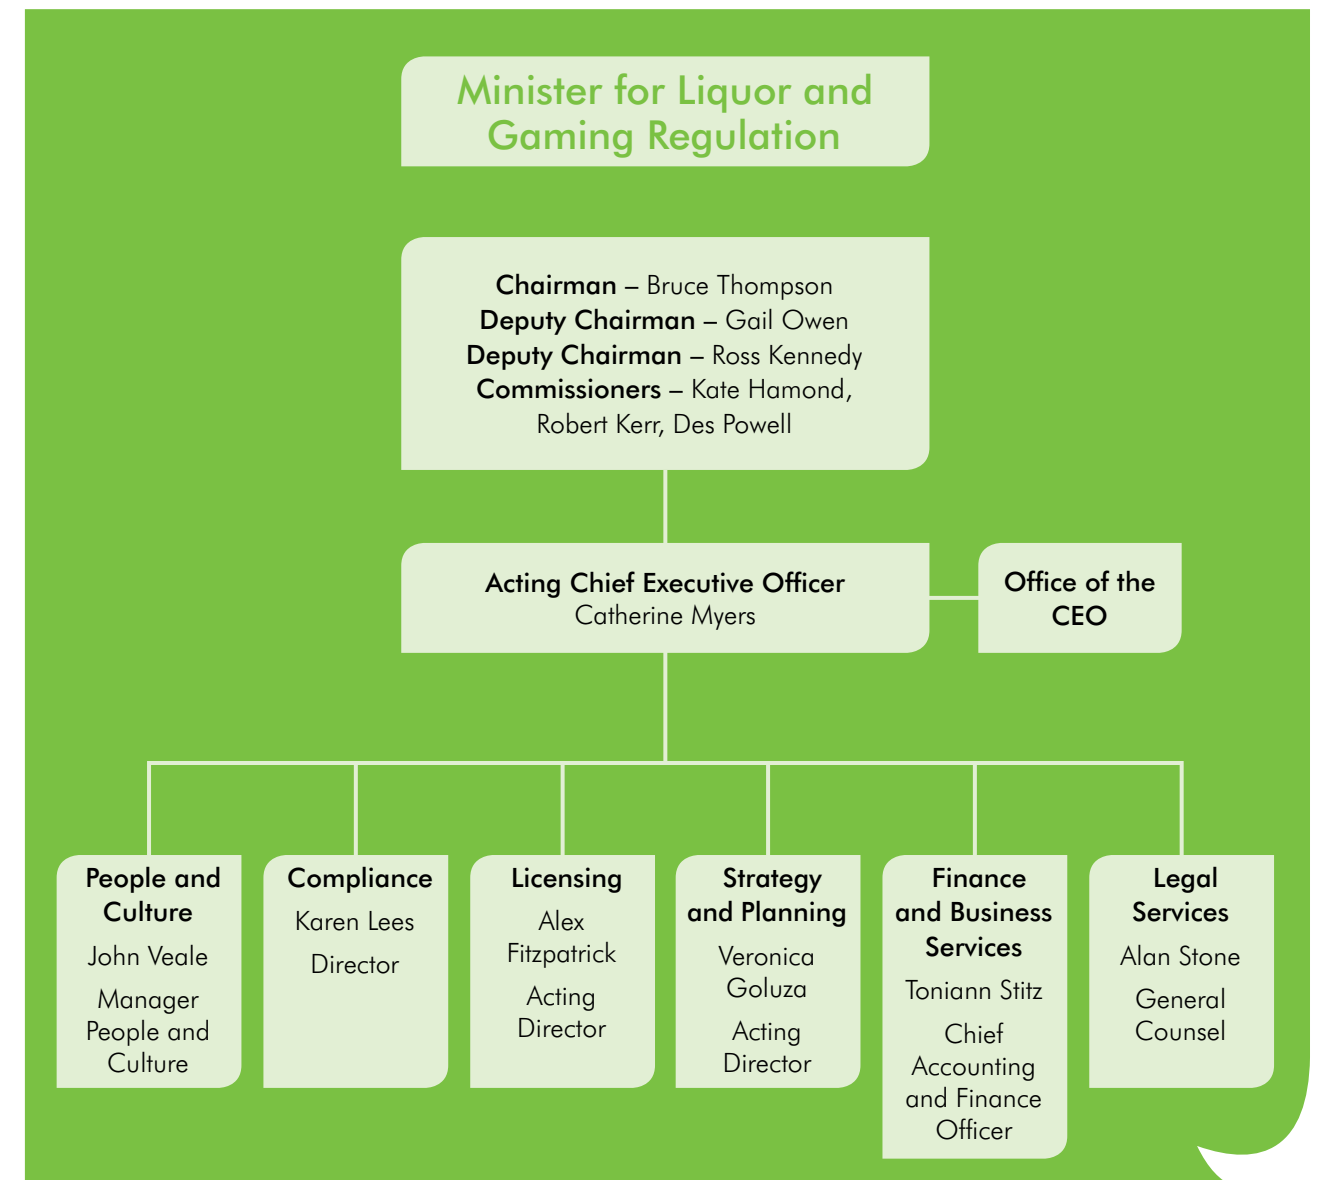 Minister for Liquor and
Gaming Regulation
Chairman – Bruce Thompson
Deputy Chairman – Gail Owen
Deputy Chairman – Ross Kennedy
Commissioners – Kate Hamond,
Robert Kerr, Des Powell
Acting Chief Executive Officer
Catherine Myers
Office of the
CEO
People and
Culture
John Veale
Manager
People and
Culture
Compliance
Karen Lees
Director
Licensing
Alex
Fitzpatrick
Acting
Director
Strategy
and Planning
Veronica
Goluza
Acting
Director
Finance
and Business
Services
Toniann Stitz
Chief
Accounting
and Finance
Officer
Legal
Services
Alan Stone
General
Counsel